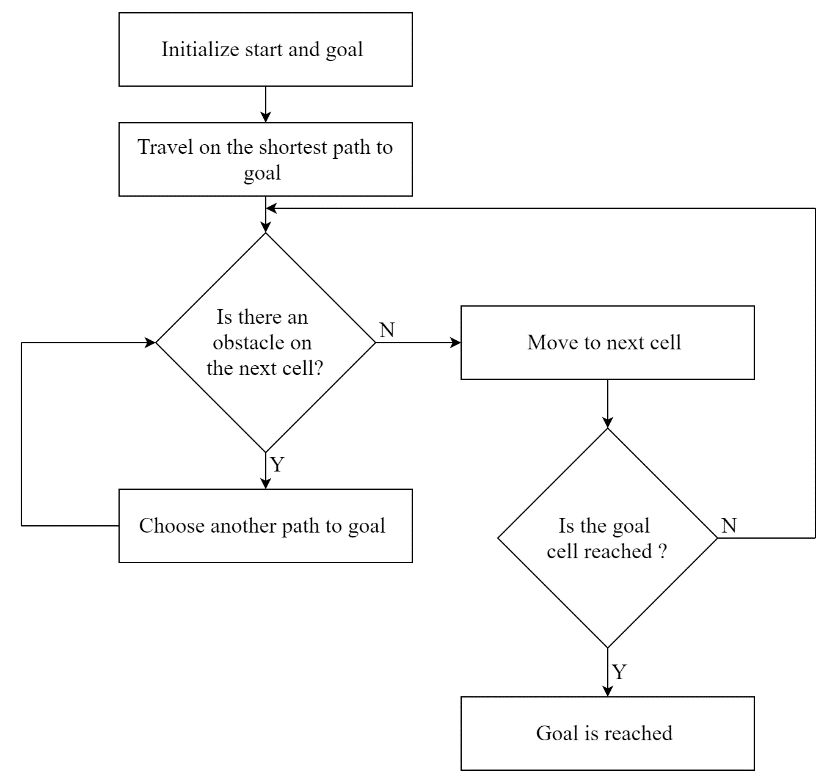 Initialize start and goal
Travel on the shortest path to
goal
Is there an
obstacle on
the next cell?
N
Move to next cell
Y
Choose another path to goal
Is the goal
cell reached ?
N
Y
Goal is reached